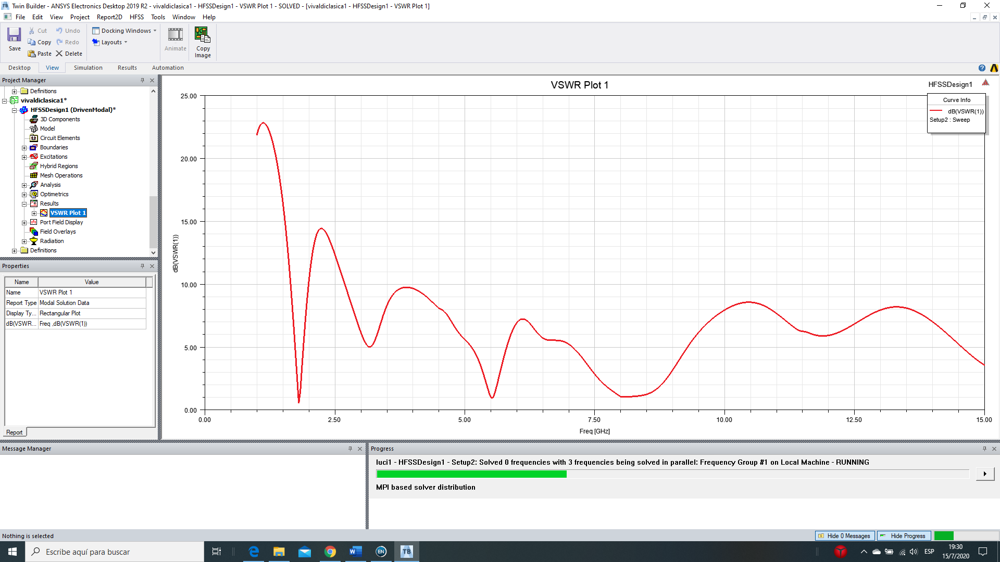 Twin Builder - ANSYS Electronics Desktop 2019 R2 - vivaldiclasica1 - HFSSDesign1 - VSWR Plot 1 - SOLVED - [vivaldiclasica1 - HFSSDesign1 - VSWR Plot 1]
File Edit View Project Report2D HFSS Tools Window Help
Save
Cut
Copy
Paste
Undo
Redo
Delete
Docking Windows
Layouts
Animate
Copy
Image
Desktop View Simulation Results Automation
Project Manager
Definitions
vivaldiclasica1*
HFSSDesign1 (DrivenModal)*
3D Components
Model
Circuit Elements
Boundaries
Excitations
Hybrid Regions
Mesh Operations
Analysis
Optimetrics
Results
VSWR Plot 1
Port Field Display
Field Overlays
Radiation
Definitions
Properties
Name Value
Name VSWR Plot 1
Report Type Modal Solution Data
Display Ty... Rectangular Plot
dB(VSWR... Freq ,dB(VSWR(1))
Report
VSWR Plot 1
HFSSDesign1
Curve Info
dB(VSWR(1))
Setup2 : Sweep
25.00
20.00
15.00
10.00
5.00
0.00
dB(VSWR(1))
0.00 2.50 5.00 7.50 10.00 12.50 15.00
Freq [GHz]
Message Manager
Progress
luci1 - HFSSDesign1 - Setup2: Solved 0 frequencies with 3 frequencies being solved in parallel: Frequency Group #1 on Local Machine - RUNNING
MPI based solver distribution
Nothing is selected
Hide 0 Messages
Hide Progress
Escribe aquí para buscar
EN
TB
ESP
19:30
15/7/2020